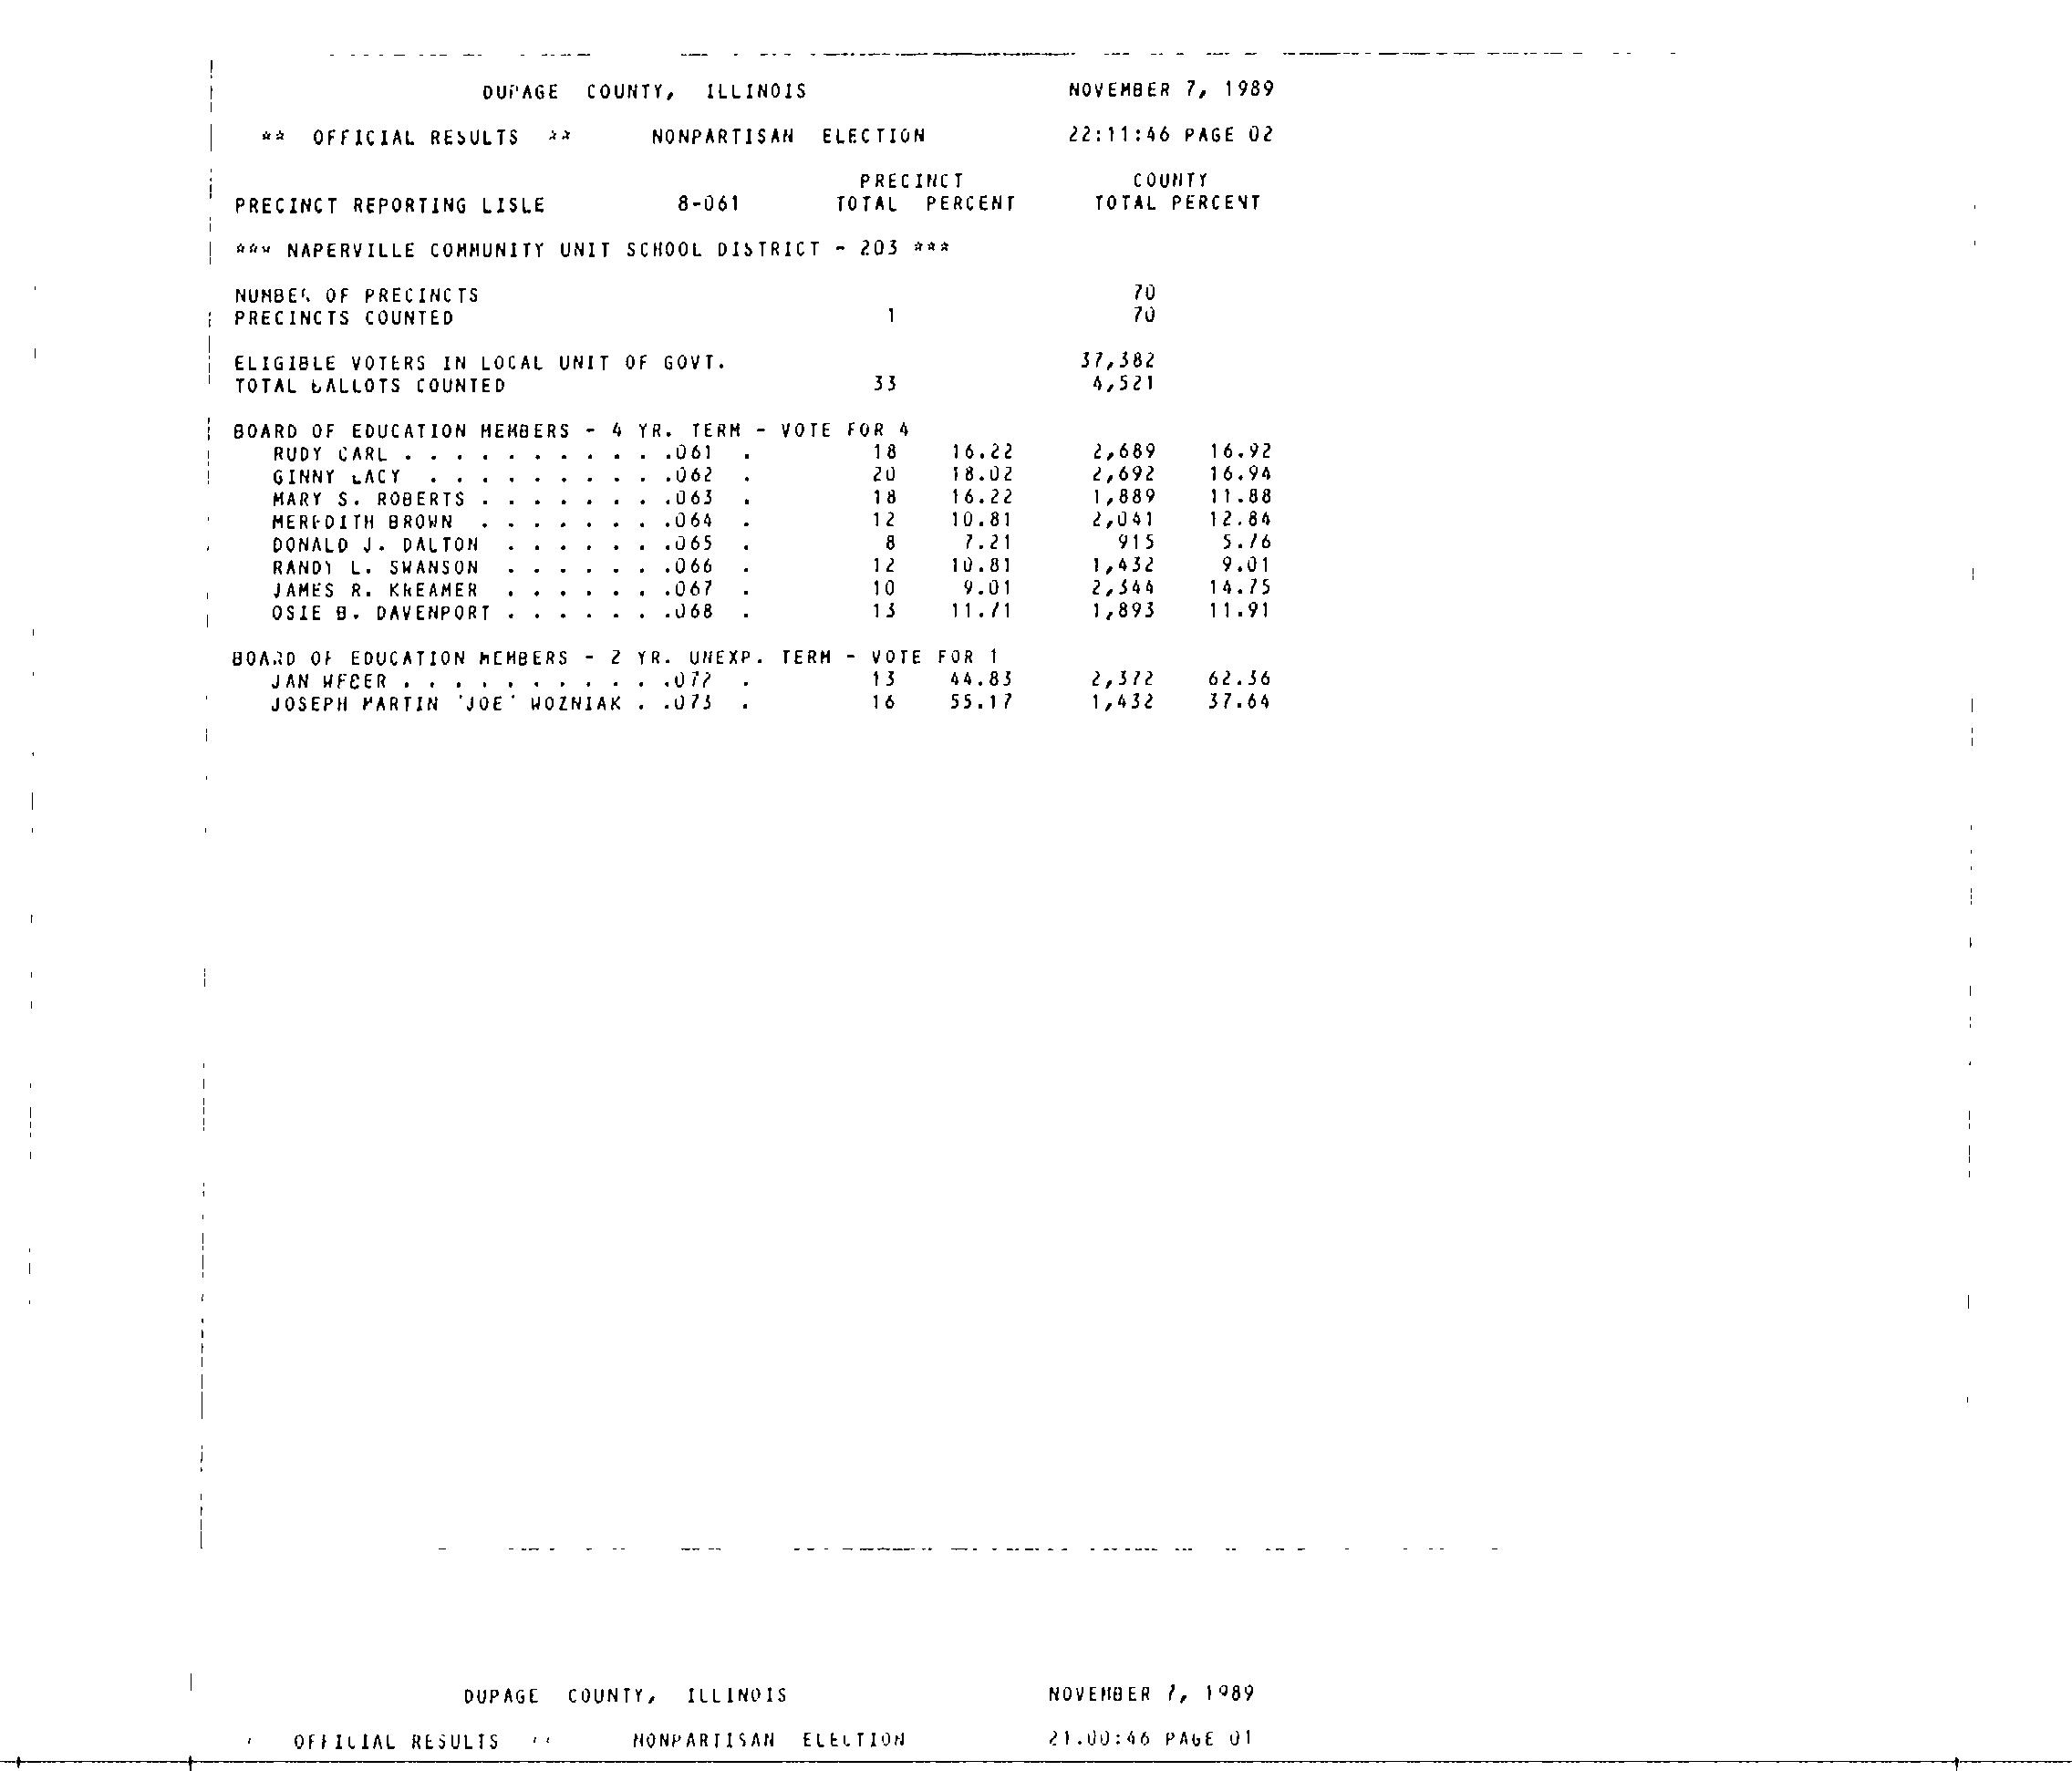 DUPAGE COUNTY, ILLINOIS NOVEMBER 7, 1989
** OFFICIAL RESULTS ** NONPARTISAN ELECTION 22:11:46 PAGE 02
PRECINCT COUNTY
PRECINCT REPORTING LISLE 8-061 TOTAL PERCENT TOTAL PERCENT
*** NAPERVILLE COMMUNITY UNIT SCHOOL DISTRICT - 203 ***
NUMBER OF PRECINCTS 70
PRECINCTS COUNTED 1 70
ELIGIBLE VOTERS IN LOCAL UNIT OF GOVT. 37,382
TOTAL BALLOTS COUNTED 33 4,521
BOARD OF EDUCATION MEMBERS - 4 YR. TERM - VOTE FOR 4
RUDY CARL . . . . . . . . . . .061 . 18 16.22 2,689 16.92
GINNY LACY . . . . . . . . . .062 . 20 18.02 2,692 16.94
MARY S. ROBERTS . . . . . . . .063 . 18 16.22 1,889 11.88
MEREDITH BROWN . . . . . . . .064 . 12 10.81 2,041 12.84
DONALD J. DALTON . . . . . . .065 . 8 7.21 915 5.76
RANDY L. SWANSON . . . . . . .066 . 12 10.81 1,432 9.01
JAMES R. KREAMER . . . . . . .067 . 10 9.01 2,344 14.75
OSIE B. DAVENPORT . . . . . . .068 . 13 11.71 1,893 11.91
BOARD OF EDUCATION MEMBERS - 2 YR. UNEXP. TERM - VOTE FOR 1
JAN WEBER . . . . . . . . . . .072 . 13 44.83 2,372 62.36
JOSEPH MARTIN 'JOE' WOZNIAK . .073 . 16 55.17 1,432 37.64
DUPAGE COUNTY, ILLINOIS NOVEMBER 7, 1989
OFFICIAL RESULTS NONPARTISAN ELECTION 21:00:46 PAGE 01